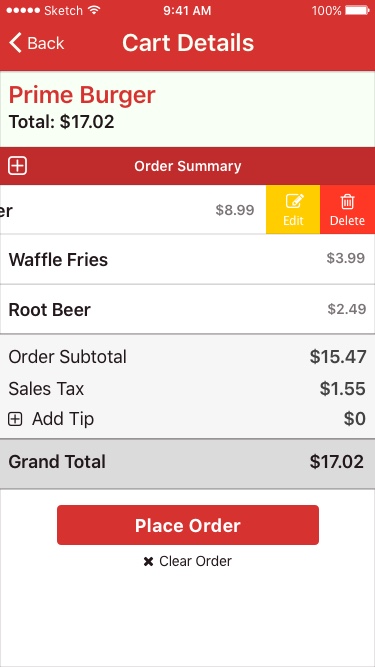 Sketch 9:41 AM 100%
Back Cart Details
Prime Burger
Total: $17.02
Order Summary
er $8.99 Edit Delete
Waffle Fries $3.99
Root Beer $2.49
Order Subtotal $15.47
Sales Tax $1.55
Add Tip $0
Grand Total $17.02
Place Order
Clear Order